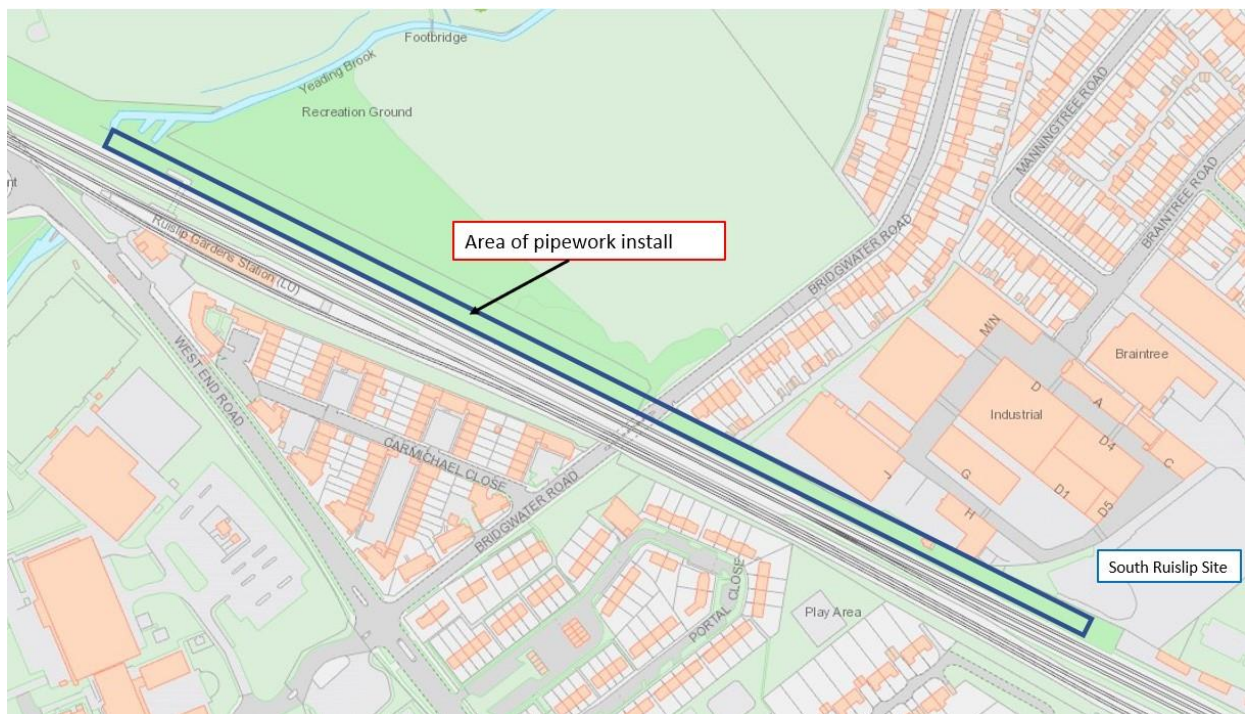 Footbridge
Yeading Brook
Recreation Ground
MANNINGTREE ROAD
BRAINTREE ROAD
nt
Area of pipework install
BRIDGWATER ROAD
Ruislip Gardens Station (LU)
WEST END ROAD
CARMICHAEL CLOSE
BRIDGWATER ROAD
M/N
Braintree
D
A
Industrial
D4
C
J
G
D1
D5
H
South Ruislip Site
PORTAL CLOSE
Play Area